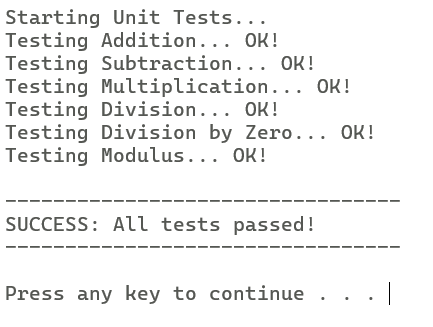 Starting Unit Tests...
Testing Addition... OK!
Testing Subtraction... OK!
Testing Multiplication... OK!
Testing Division... OK!
Testing Division by Zero... OK!
Testing Modulus... OK!
---------------------------------
SUCCESS: All tests passed!
---------------------------------
Press any key to continue . . .